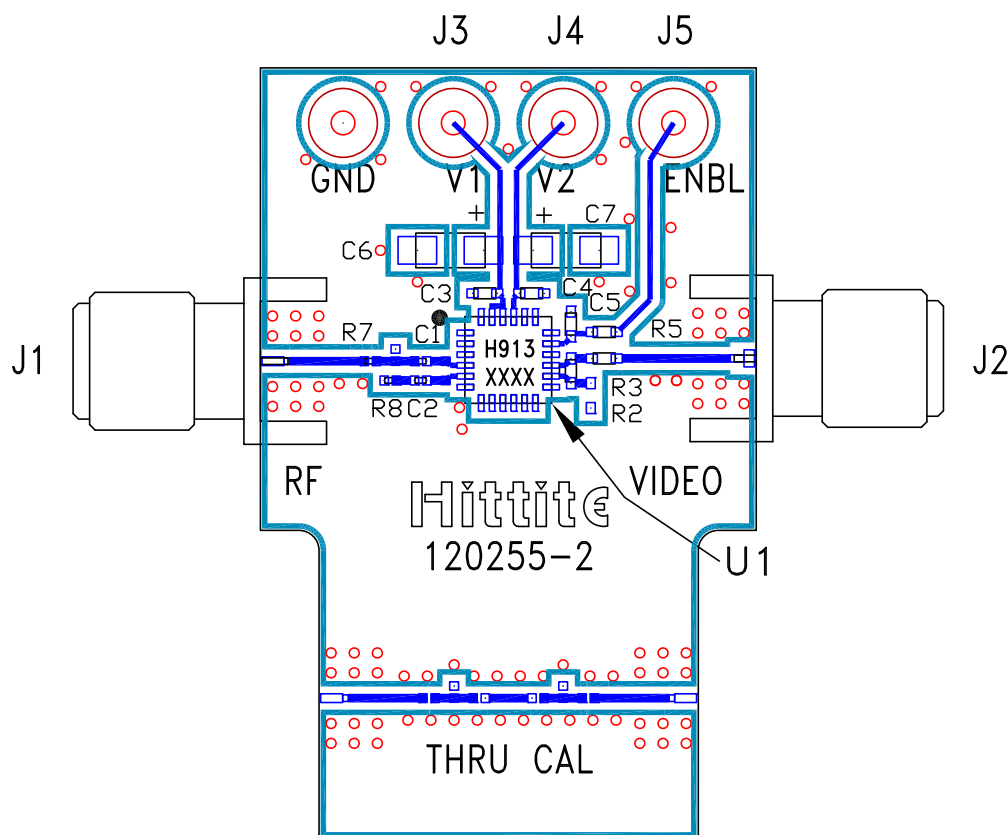 J3 J4 J5
GND V1 V2 ENBL
+ + C7
C6
C3 C4 C5
R7 C1 R5
H913
XXXX
J1 J2
R8 C2 R3
R2
RF VIDEO
Hittite
120255-2
U1
THRU CAL